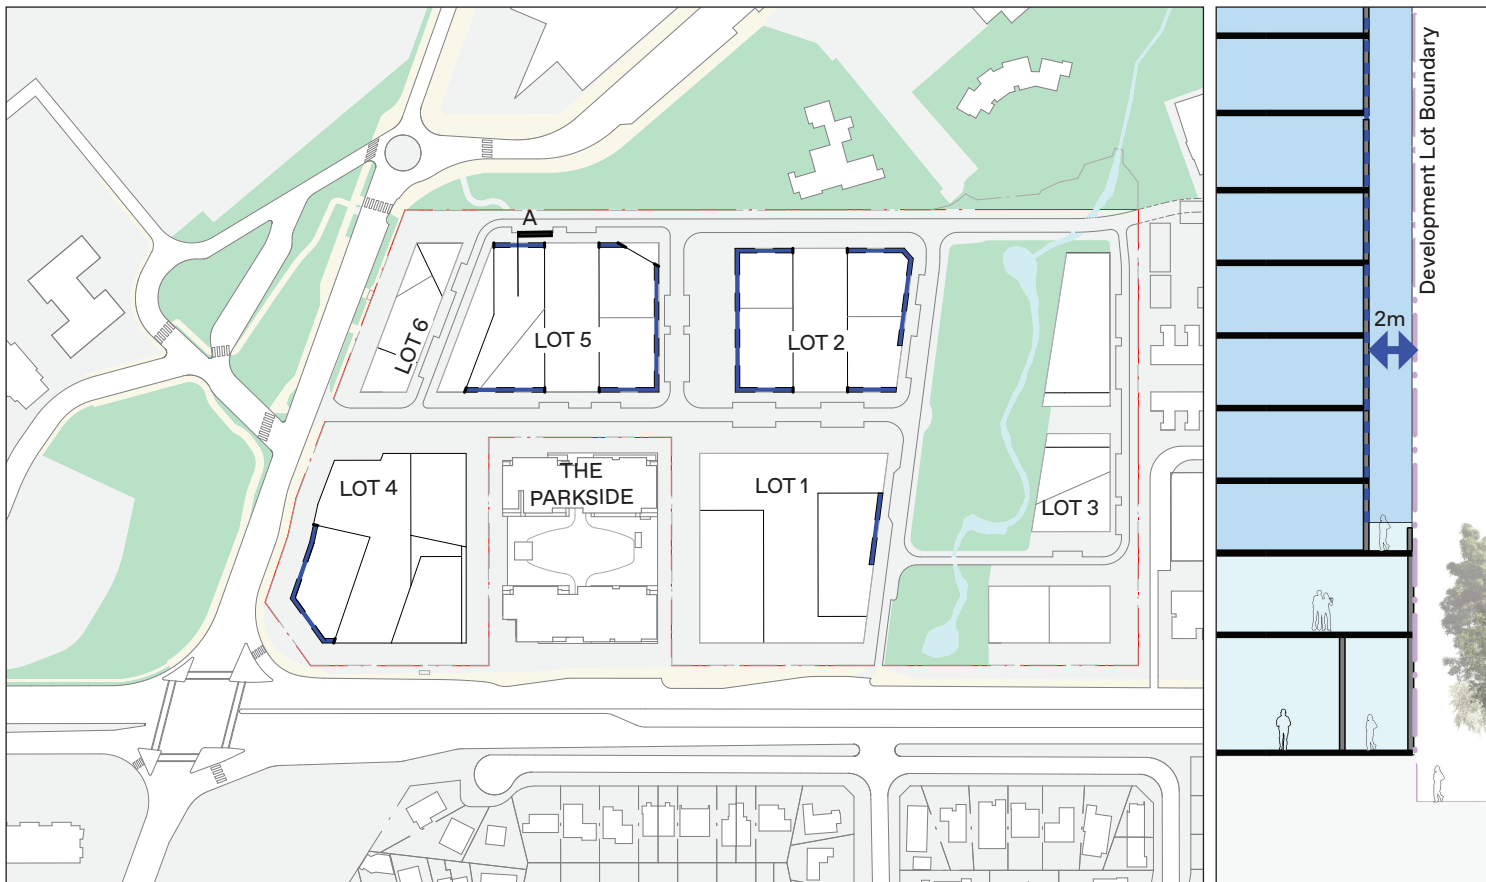 A
LOT 6
LOT 5
LOT 2
LOT 4
THE
PARKSIDE
LOT 1
LOT 3
Development Lot Boundary
2m